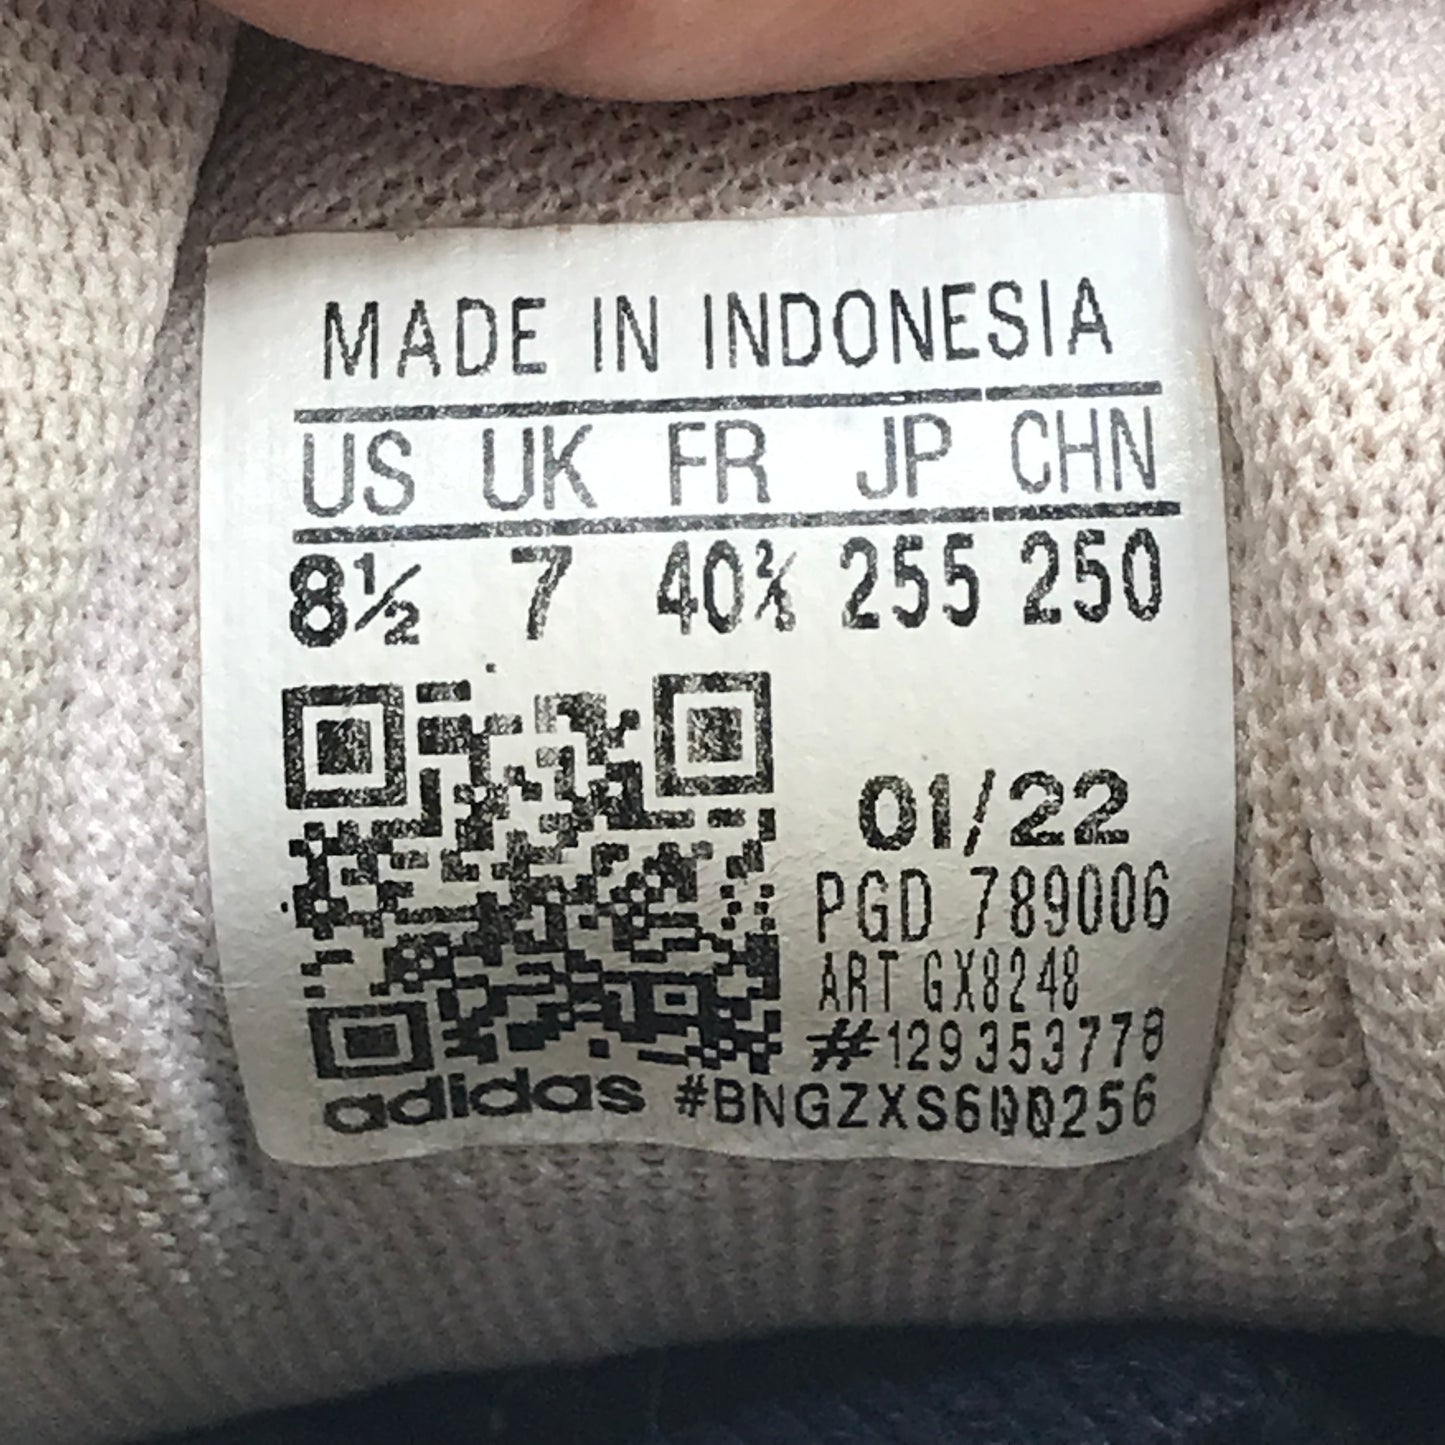 MADE IN INDONESIA
US UK FR JP CHN
8½ 7 40⅔ 255 250
01/22
PGD 789006
ART GX8248
#129353778
adidas